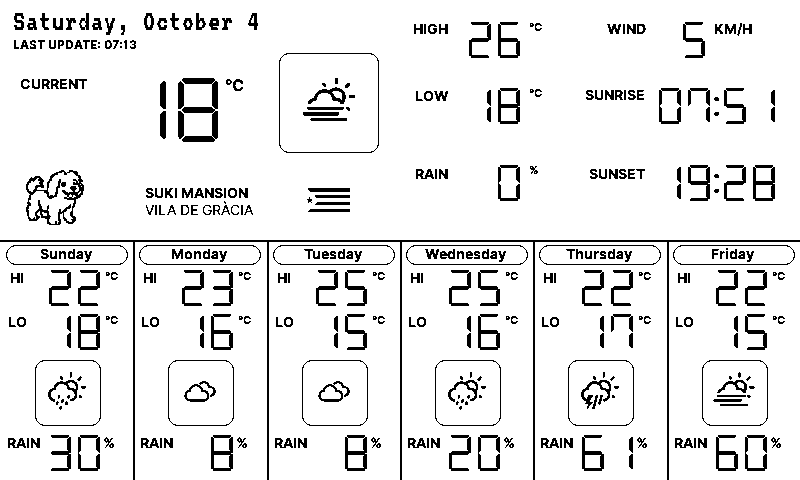 Saturday, October 4
LAST UPDATE: 07:13
CURRENT 18 °C
SUKI MANSION
VILA DE GRÀCIA
HIGH 26 °C
LOW 18 °C
RAIN 0 %
WIND 5 KM/H
SUNRISE 07:51
SUNSET 19:28
Sunday
HI 22 °C
LO 18 °C
RAIN 30 %
Monday
HI 23 °C
LO 16 °C
RAIN 8 %
Tuesday
HI 25 °C
LO 15 °C
RAIN 8 %
Wednesday
HI 25 °C
LO 16 °C
RAIN 20 %
Thursday
HI 22 °C
LO 17 °C
RAIN 61 %
Friday
HI 22 °C
LO 15 °C
RAIN 60 %